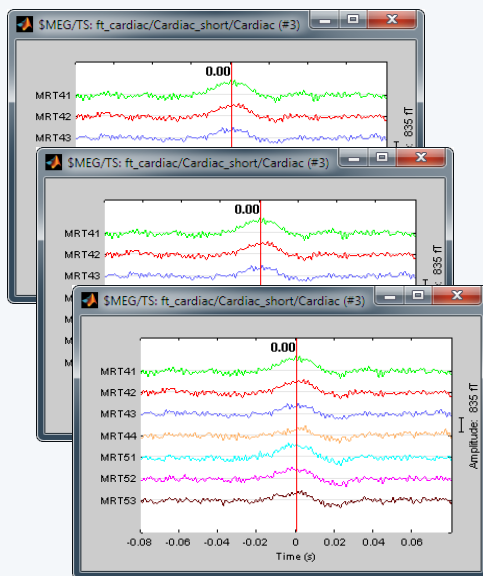 $MEG/TS: ft_cardiac/Cardiac_short/Cardiac (#3)
0.00
MRT41
MRT42
MRT43
835 fT
$MEG/TS: ft_cardiac/Cardiac_short/Cardiac (#3)
0.00
MRT41
MRT42
MRT43
835 fT
$MEG/TS: ft_cardiac/Cardiac_short/Cardiac (#3)
0.00
MRT41
MRT42
MRT43
MRT44
MRT51
MRT52
MRT53
Amplitude: 835 fT
-0.08 -0.06 -0.04 -0.02 0 0.02 0.04 0.06
Time (s)